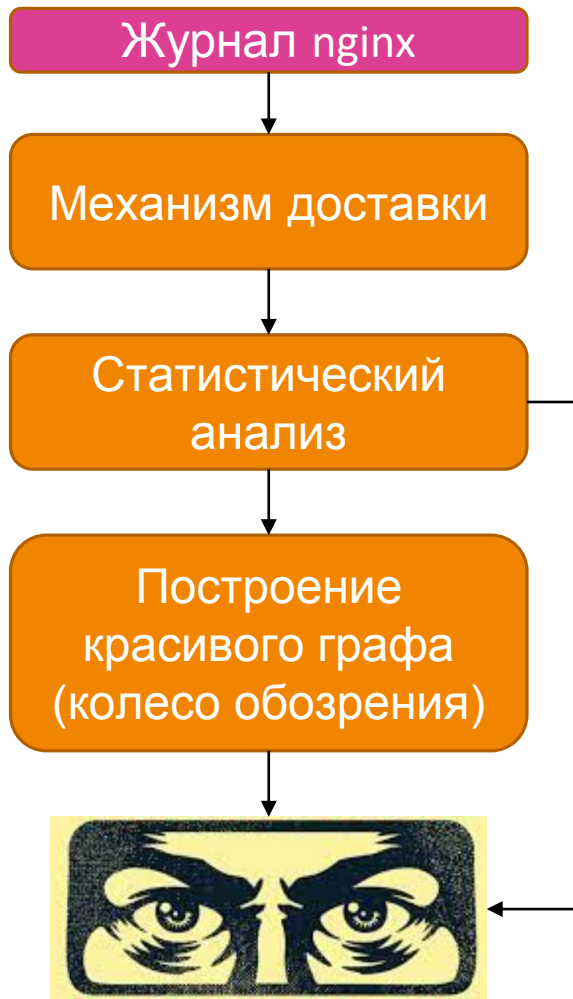 Журнал nginx
Механизм доставки
Статистический
анализ
Построение
красивого графа
(колесо обозрения)